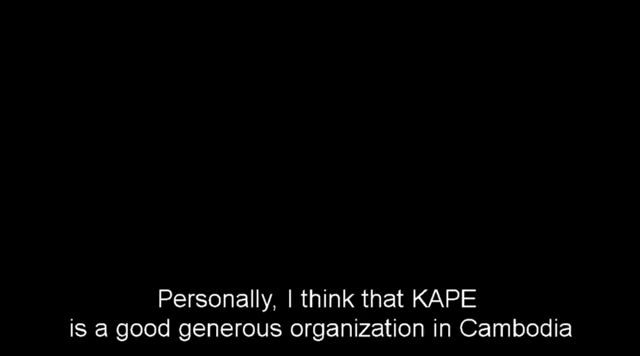 Personally, I think that KAPE
is a good generous organization in Cambodia